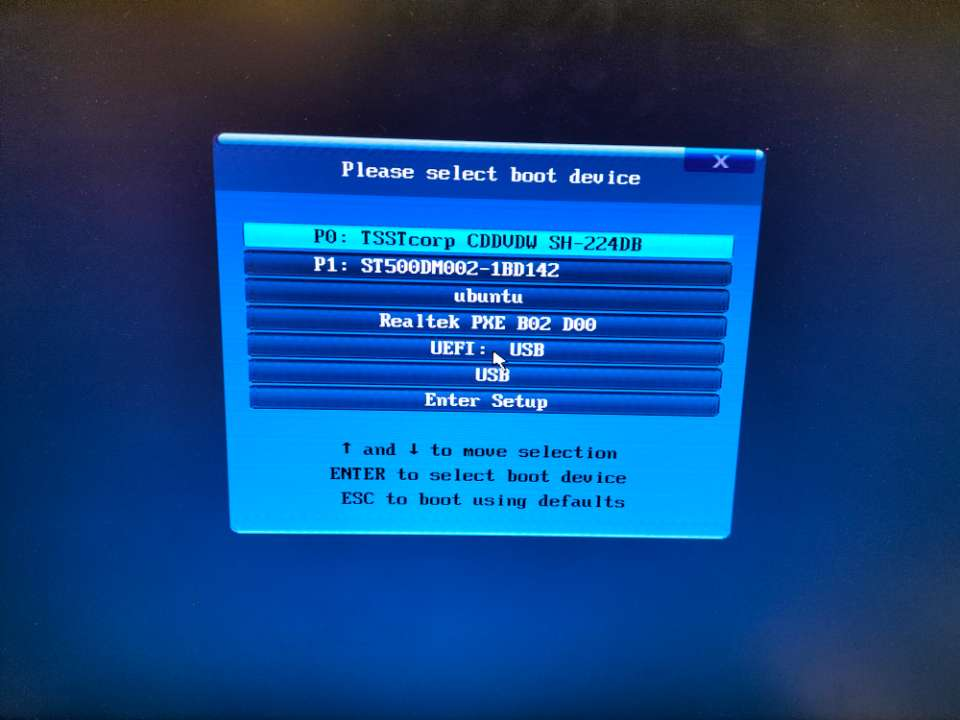 X
Please select boot device
P0: TSSTcorp CDDVDW SH-224DB
P1: ST500DM002-1BD142
ubuntu
Realtek PXE B02 D00
UEFI: USB
USB
Enter Setup
↑ and ↓ to move selection
ENTER to select boot device
ESC to boot using defaults